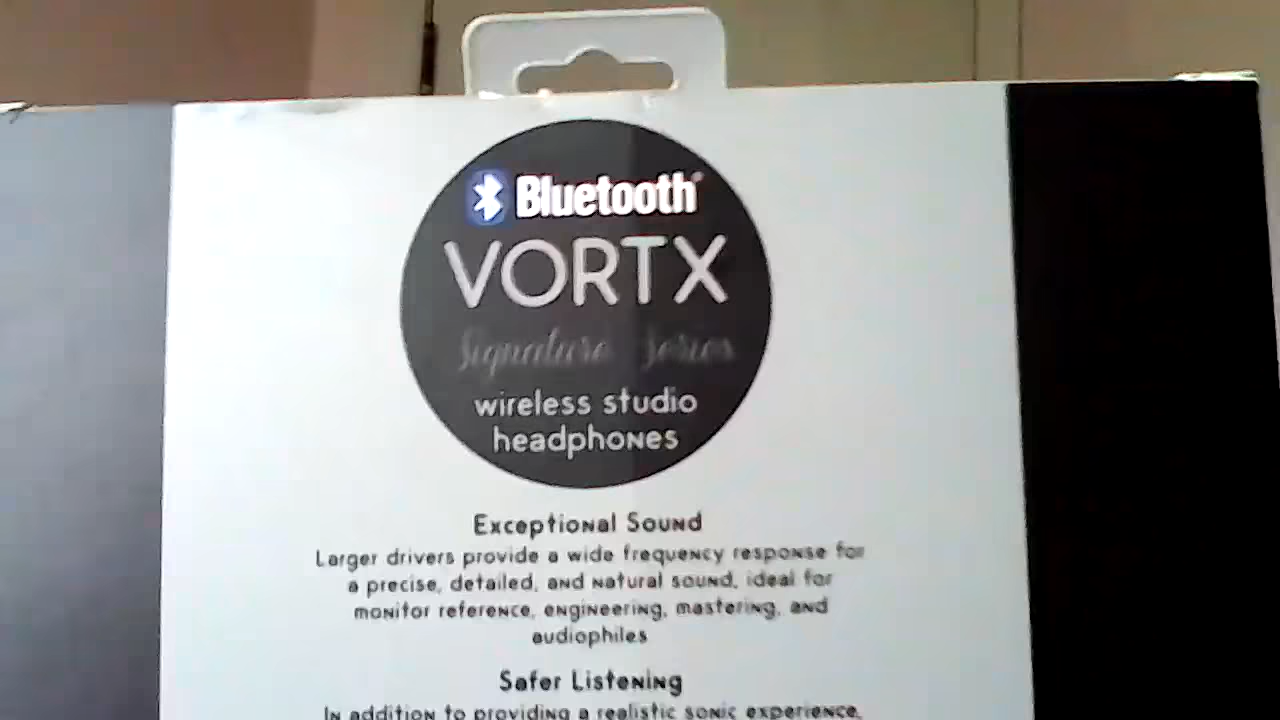 Bluetooth
VORTX
Signature Series
wireless studio
headphones
Exceptional Sound
Larger drivers provide a wide frequency response for
a precise, detailed, and natural sound, ideal for
monitor reference, engineering, mastering, and
audiophiles
Safer Listening
In addition to providing a realistic sonic experience,